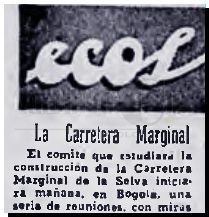 ecos
La Carretera Marginal
El comité que estudiará la
construcción de la Carretera
Marginal de la Selva inicia-
rá mañana, en Bogotá, una
serie de reuniones, con miras